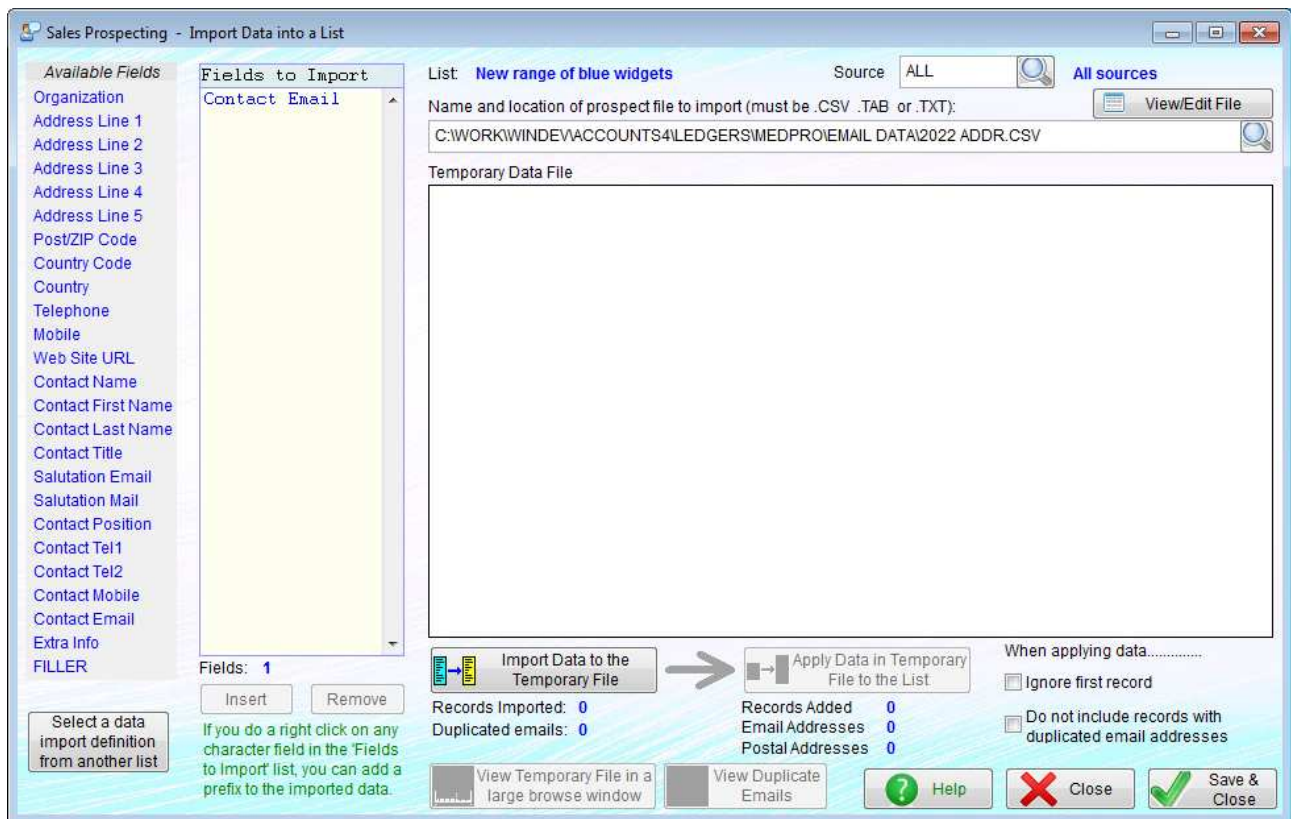 Sales Prospecting - Import Data into a List
Available Fields
Organization
Address Line 1
Address Line 2
Address Line 3
Address Line 4
Address Line 5
Post/ZIP Code
Country Code
Country
Telephone
Mobile
Web Site URL
Contact Name
Contact First Name
Contact Last Name
Contact Title
Salutation Email
Salutation Mail
Contact Position
Contact Tel1
Contact Tel2
Contact Mobile
Contact Email
Extra Info
FILLER
Select a data
import definition
from another list
Fields to Import
Contact Email
Fields: 1
Insert
Remove
If you do a right click on any
character field in the 'Fields
to Import' list, you can add a
prefix to the imported data.
List: New range of blue widgets
Source ALL All sources
Name and location of prospect file to import (must be .CSV .TAB or .TXT):
View/Edit File
C:\WORK\WINDEV\ACCOUNTS4\LEDGERS\MEDPRO\EMAIL DATA\2022 ADDR.CSV
Temporary Data File
Import Data to the
Temporary File
Records Imported: 0
Duplicated emails: 0
Apply Data in Temporary
File to the List
Records Added 0
Email Addresses 0
Postal Addresses 0
When applying data.............
Ignore first record
Do not include records with
duplicated email addresses
View Temporary File in a
large browse window
View Duplicate
Emails
Help
Close
Save &
Close